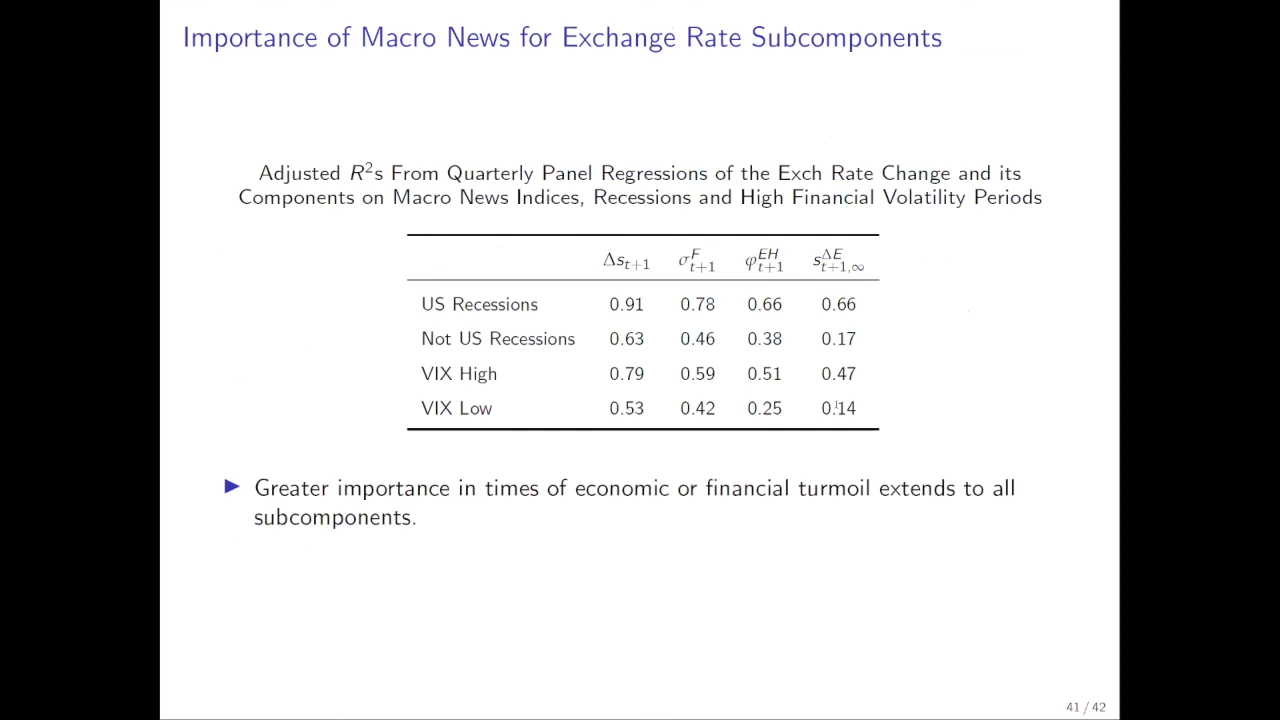 Importance of Macro News for Exchange Rate Subcomponents
Adjusted R²s From Quarterly Panel Regressions of the Exch Rate Change and its
Components on Macro News Indices, Recessions and High Financial Volatility Periods
Δs_{t+1} σ^F_{t+1} φ^{EH}_{t+1} s^{ΔE}_{t+1,∞}
US Recessions 0.91 0.78 0.66 0.66
Not US Recessions 0.63 0.46 0.38 0.17
VIX High 0.79 0.59 0.51 0.47
VIX Low 0.53 0.42 0.25 0.14
▶ Greater importance in times of economic or financial turmoil extends to all
subcomponents.
41 / 42